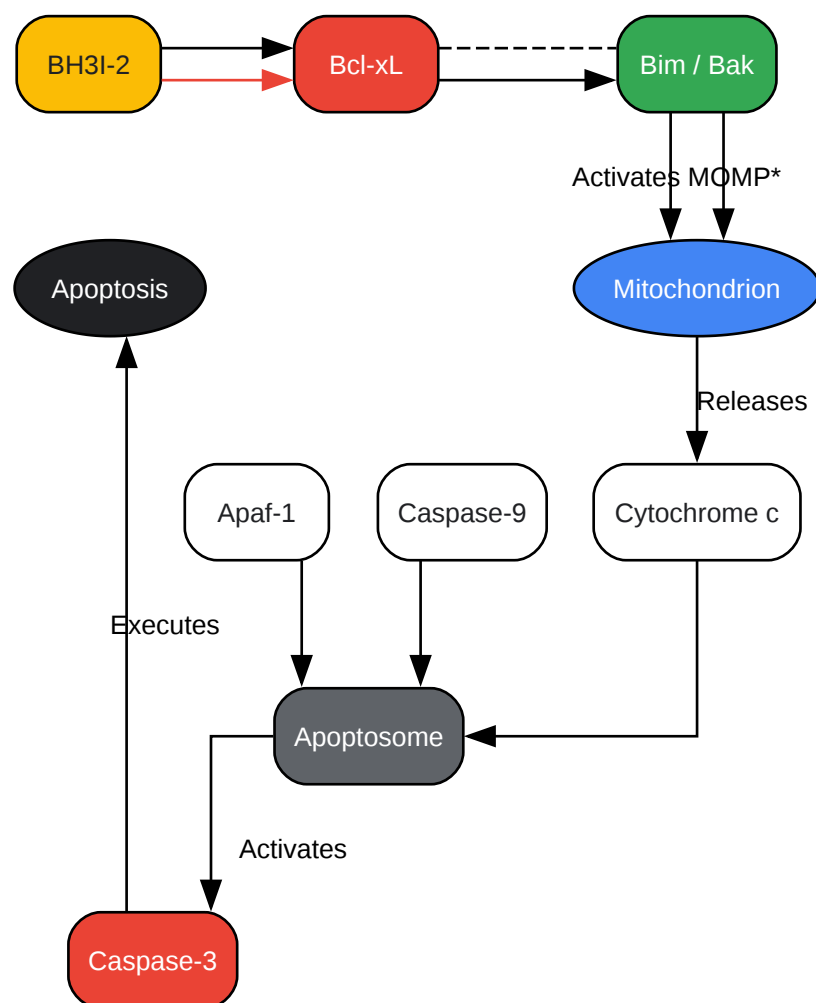 BH3I-2
Bcl-xL
Bim / Bak
Activates MOMP*
Apoptosis
Mitochondrion
Releases
Apaf-1
Caspase-9
Cytochrome c
Executes
Apoptosome
Activates
Caspase-3